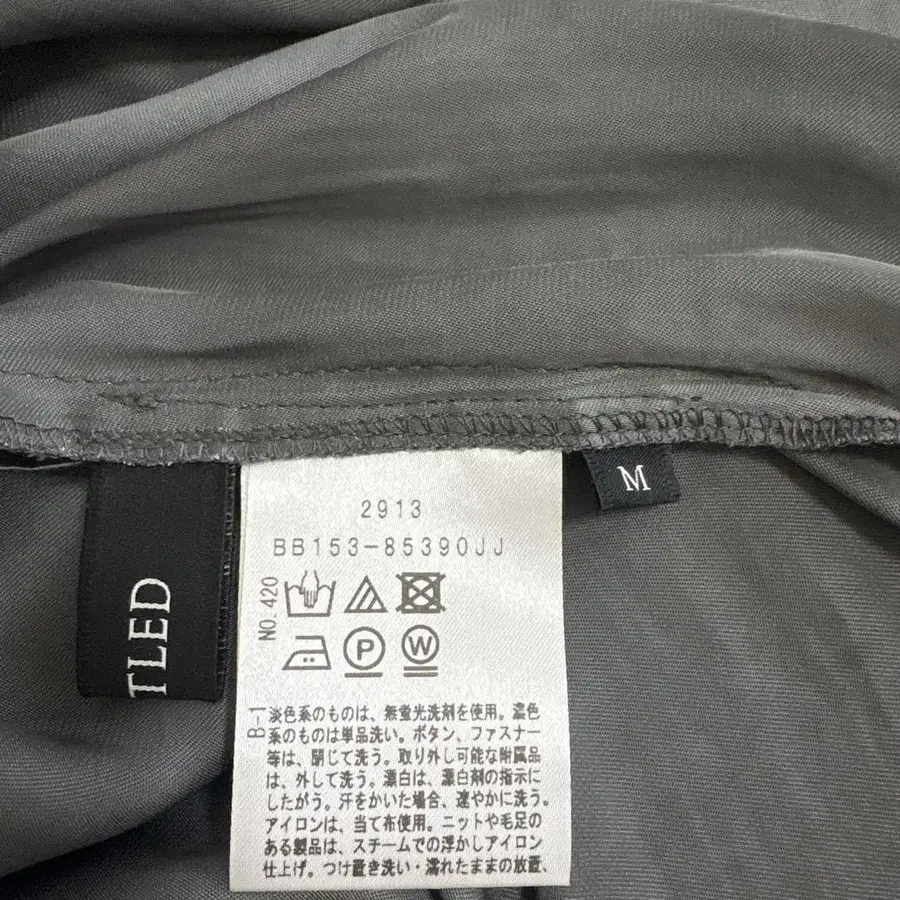 2913
BB153-85390JJ
NO.420
P
W
B-1
淡色系のものは、無蛍光洗剤を使用。濃色
系のものは単品洗い。ボタン、ファスナー
等は、閉じて洗う。取り外し可能な附属品
は、外して洗う。漂白は、漂白剤の指示に
したがう。汗をかいた場合、速やかに洗う。
アイロンは、当て布使用。ニットや毛足の
ある製品は、スチームでの浮かしアイロン
仕上げ。つけ置き洗い・濡れたままの放置、
M
TLED